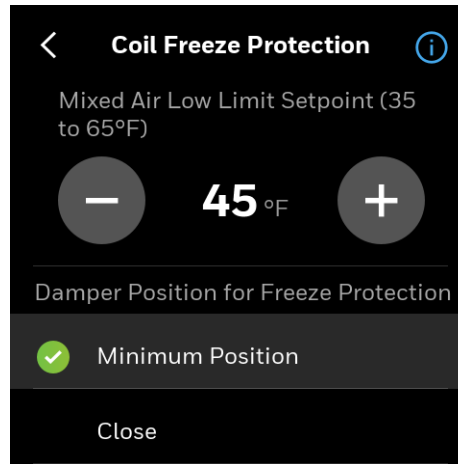 Coil Freeze Protection
Mixed Air Low Limit Setpoint (35
to 65°F)
45 °F
Damper Position for Freeze Protection
Minimum Position
Close